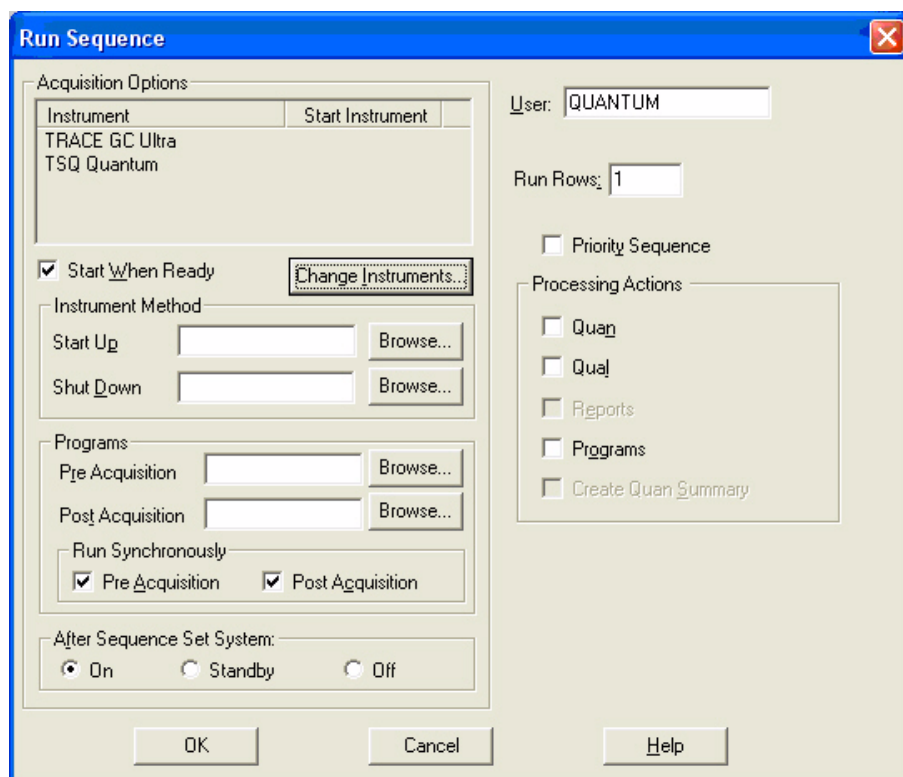 Run Sequence
Acquisition Options
Instrument Start Instrument
TRACE GC Ultra
TSQ Quantum
Start When Ready
Change Instruments...
Instrument Method
Start Up
Browse...
Shut Down
Browse...
Programs
Pre Acquisition
Browse...
Post Acquisition
Browse...
Run Synchronously
Pre Acquisition
Post Acquisition
After Sequence Set System:
On
Standby
Off
User: QUANTUM
Run Rows: 1
Priority Sequence
Processing Actions
Quan
Qual
Reports
Programs
Create Quan Summary
OK
Cancel
Help